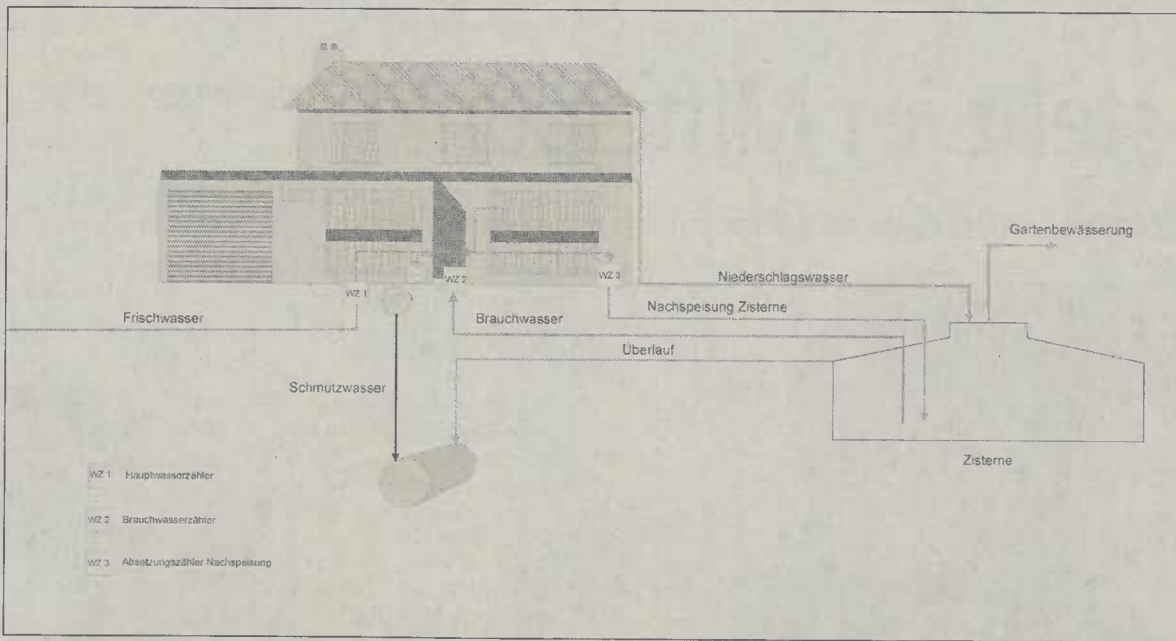 Gartenbewässerung
WZ 2
WZ 3
Niederschlagswasser
WZ 1
Nachspeisung Zisterne
Frischwasser
Brauchwasser
Überlauf
Schmutzwasser
Zisterne
WZ 1 Hauptwasserzähler
WZ 2 Brauchwasserzähler
WZ 3 Absetzungszähler Nachspeisung